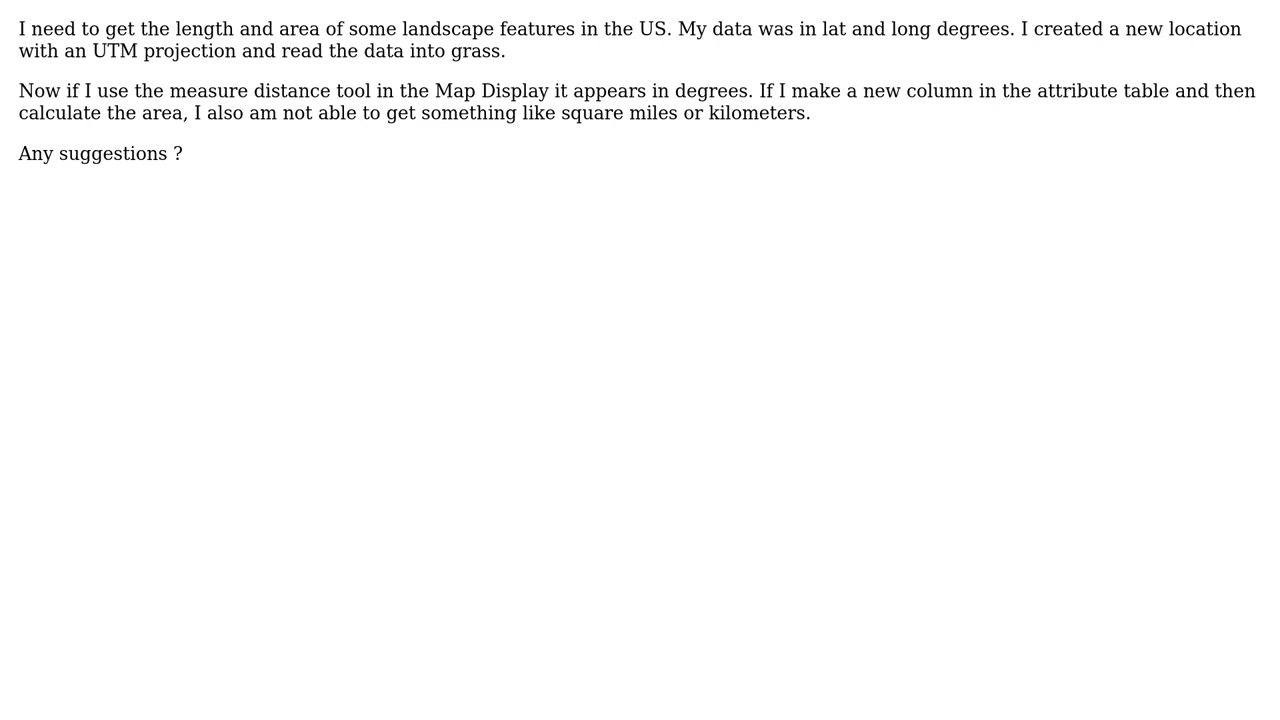 I need to get the length and area of some landscape features in the US. My data was in lat and long degrees. I created a new location
with an UTM projection and read the data into grass.
Now if I use the measure distance tool in the Map Display it appears in degrees. If I make a new column in the attribute table and then
calculate the area, I also am not able to get something like square miles or kilometers.
Any suggestions ?